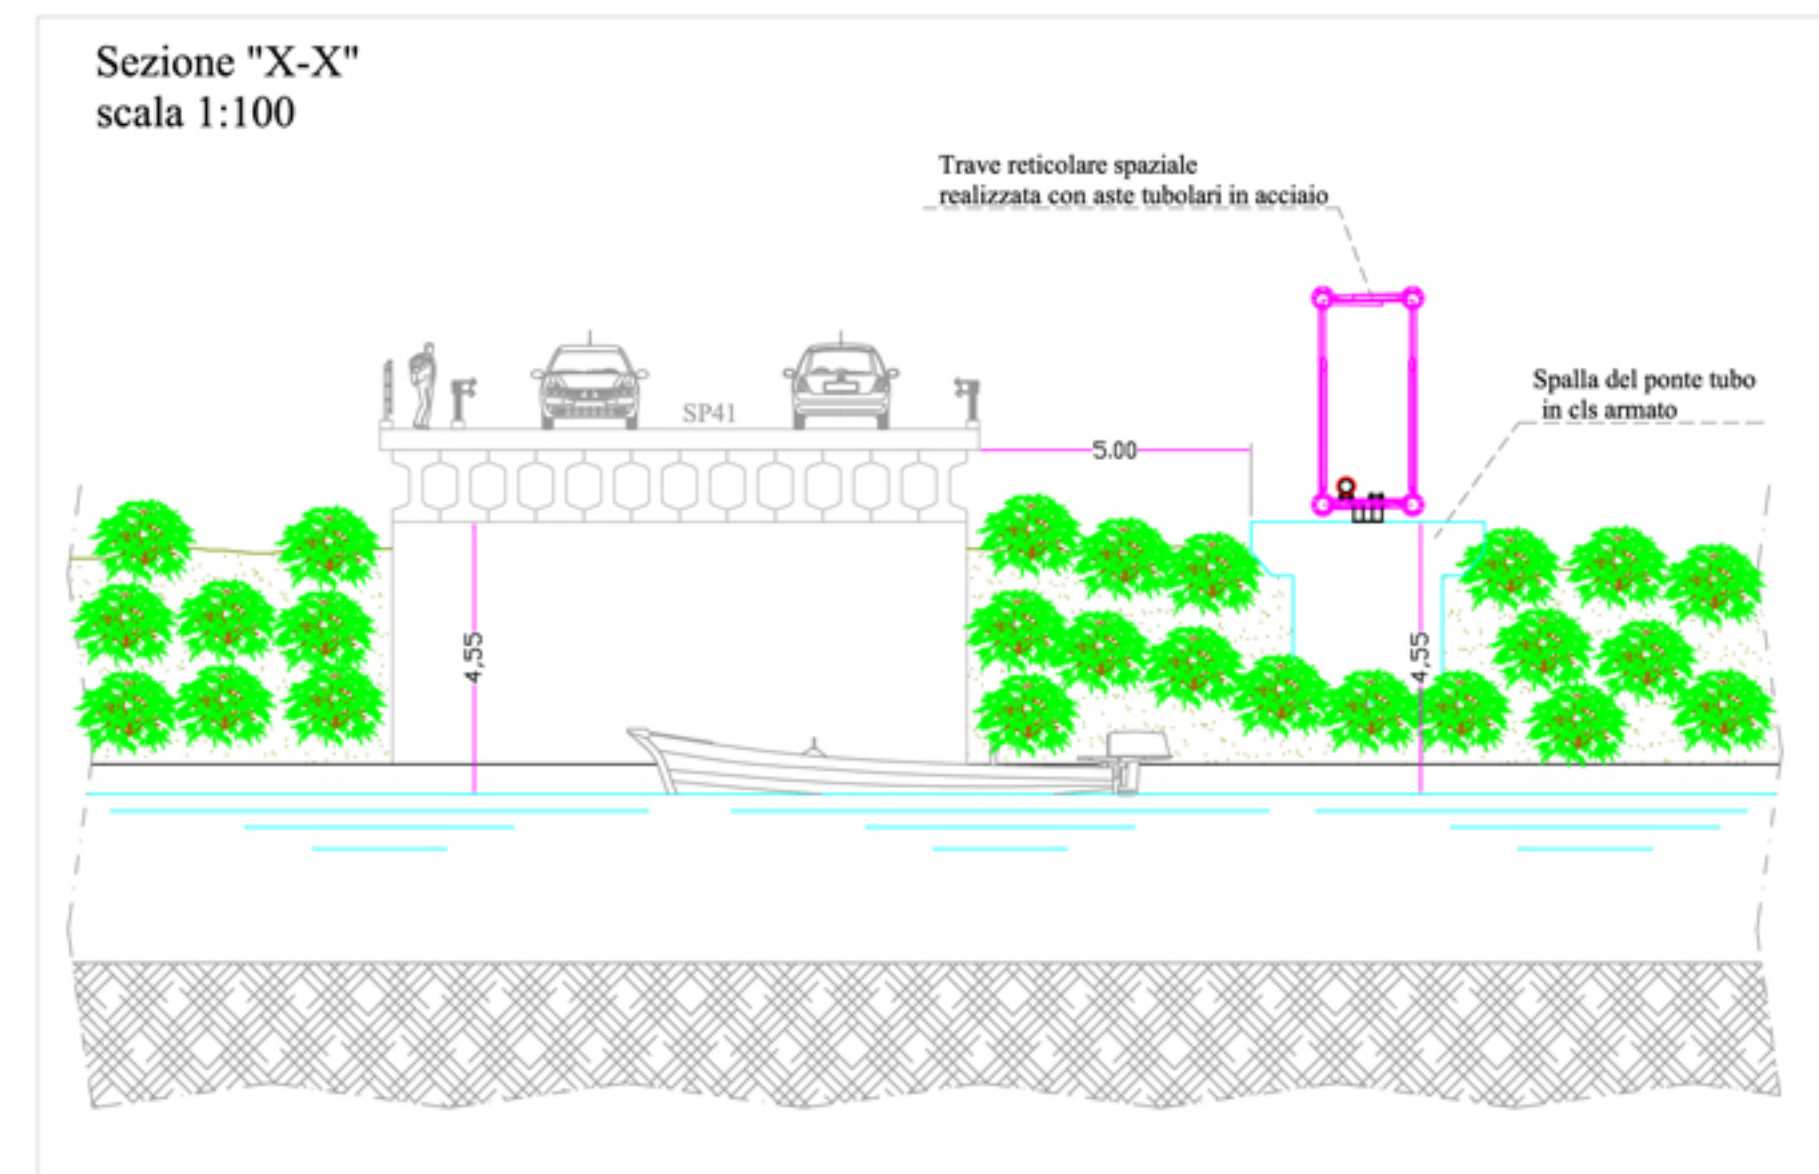 Sezione "X-X"
scala 1:100
Trave reticolare spaziale
realizzata con aste tubolari in acciaio
Spalla del ponte tubo
in cls armato
SP41
5.00
4,55
4,55